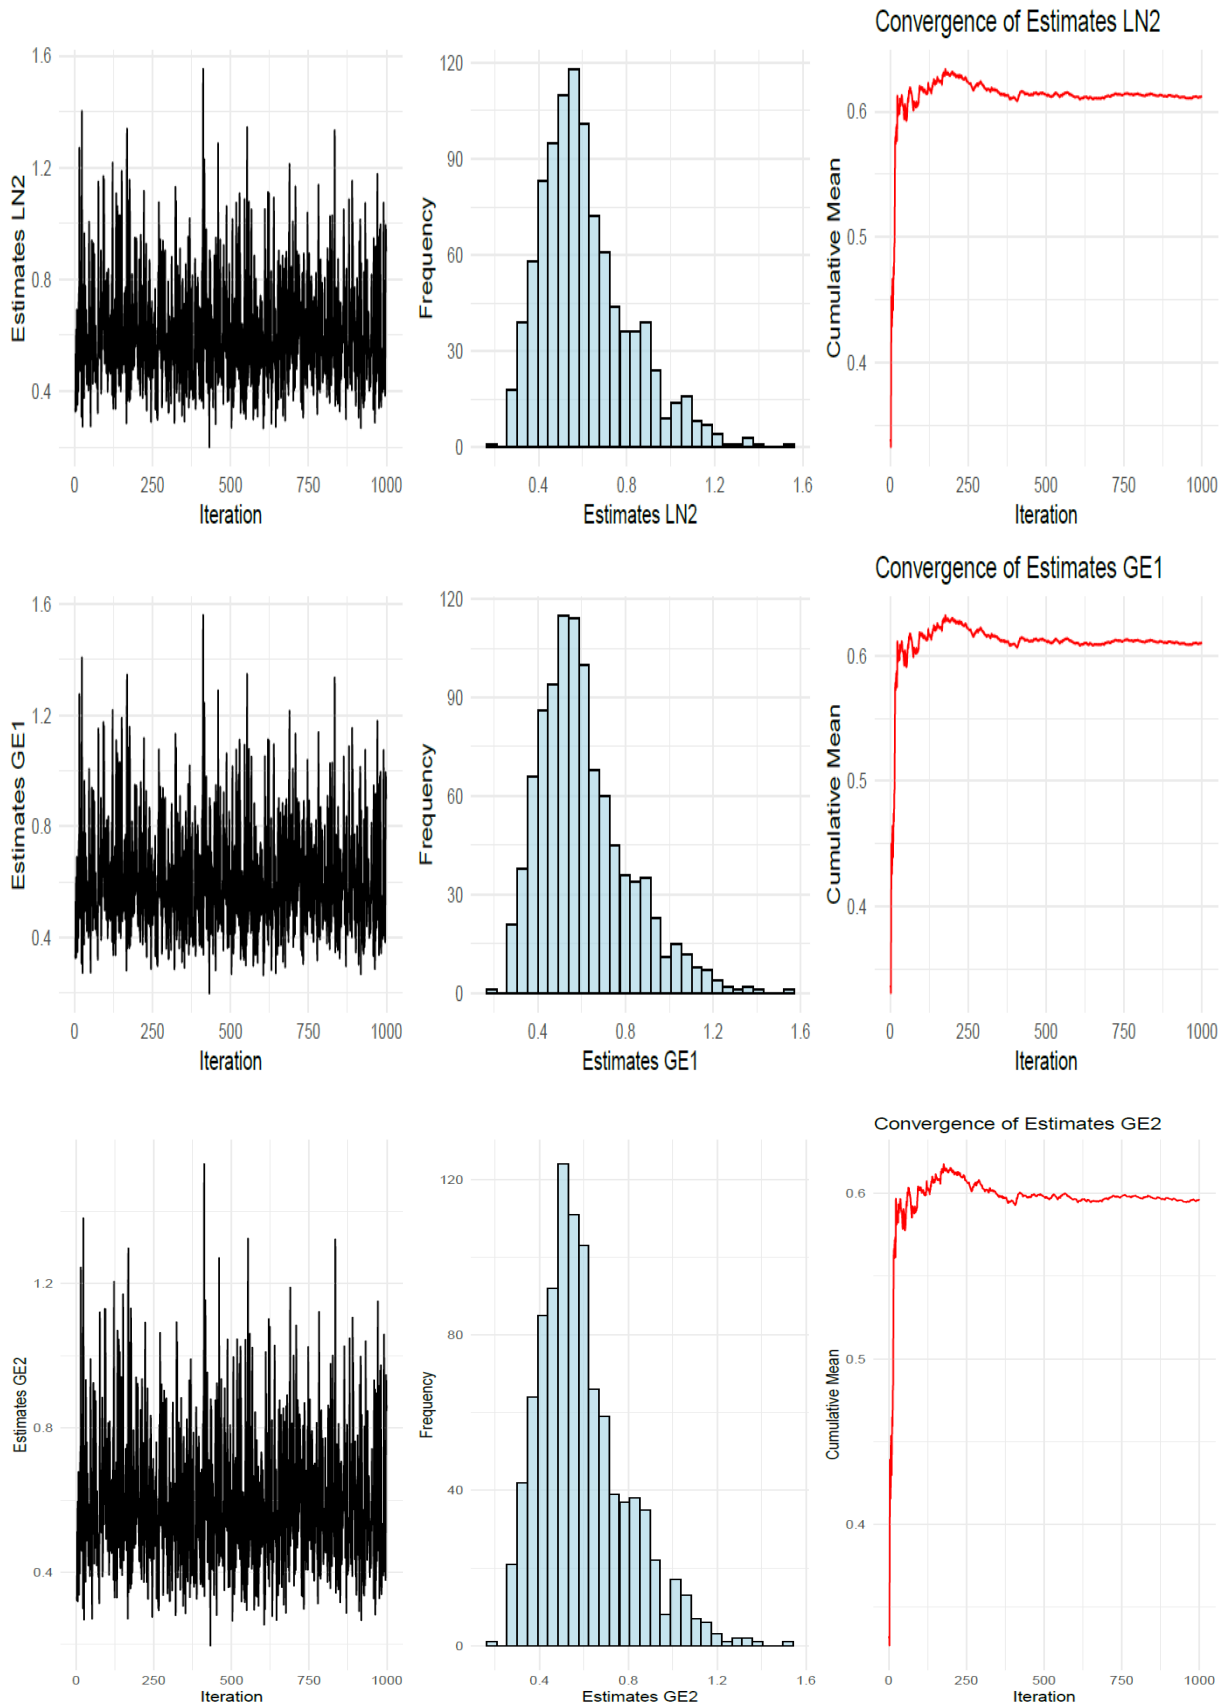 Convergence of Estimates LN2
Estimates LN2
1.6
1.2
0.8
0.4
0 250 500 750 1000
Iteration
Frequency
120
90
60
30
0
0.4 0.8 1.2 1.6
Estimates LN2
Cumulative Mean
0.6
0.5
0.4
0 250 500 750 1000
Iteration
Convergence of Estimates GE1
Estimates GE1
1.6
1.2
0.8
0.4
0 250 500 750 1000
Iteration
Frequency
120
90
60
30
0
0.4 0.8 1.2 1.6
Estimates GE1
Cumulative Mean
0.6
0.5
0.4
0 250 500 750 1000
Iteration
Convergence of Estimates GE2
Estimates GE2
1.2
0.8
0.4
0 250 500 750 1000
Iteration
Frequency
120
80
40
0
0.4 0.8 1.2 1.6
Estimates GE2
Cumulative Mean
0.6
0.5
0.4
0 250 500 750 1000
Iteration